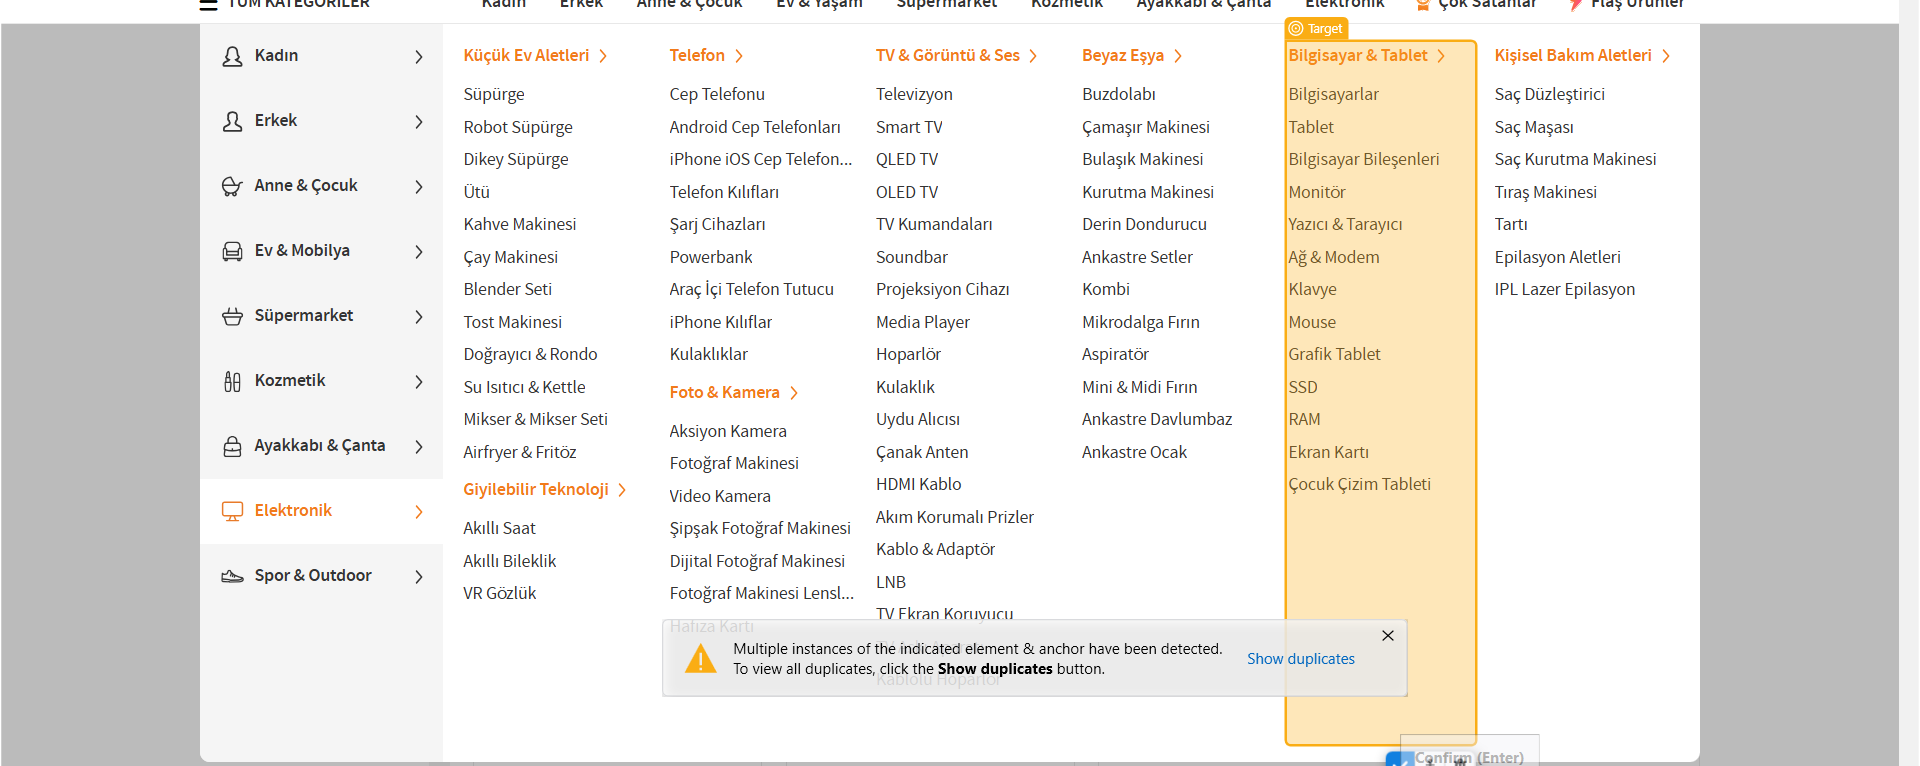 TÜM KATEGORİLER
Kadın Erkek Anne & Çocuk Ev & Yaşam Süpermarket Kozmetik Ayakkabı & Çanta Elektronik Çok Satanlar Flaş Ürünler
Kadın
Erkek
Anne & Çocuk
Ev & Mobilya
Süpermarket
Kozmetik
Ayakkabı & Çanta
Elektronik
Spor & Outdoor
Küçük Ev Aletleri
Süpürge
Robot Süpürge
Dikey Süpürge
Ütü
Kahve Makinesi
Çay Makinesi
Blender Seti
Tost Makinesi
Doğrayıcı & Rondo
Su Isıtıcı & Kettle
Mikser & Mikser Seti
Airfryer & Fritöz
Giyilebilir Teknoloji
Akıllı Saat
Akıllı Bileklik
VR Gözlük
Telefon
Cep Telefonu
Android Cep Telefonları
iPhone iOS Cep Telefon...
Telefon Kılıfları
Şarj Cihazları
Powerbank
Araç İçi Telefon Tutucu
iPhone Kılıflar
Kulaklıklar
Foto & Kamera
Aksiyon Kamera
Fotoğraf Makinesi
Video Kamera
Şipşak Fotoğraf Makinesi
Dijital Fotoğraf Makinesi
Fotoğraf Makinesi Lensl...
Hafıza Kartı
TV & Görüntü & Ses
Televizyon
Smart TV
QLED TV
OLED TV
TV Kumandaları
Soundbar
Projeksiyon Cihazı
Media Player
Hoparlör
Kulaklık
Uydu Alıcısı
Çanak Anten
HDMI Kablo
Akım Korumalı Prizler
Kablo & Adaptör
LNB
TV Ekran Koruyucu
Kablolu Hoparlör
Beyaz Eşya
Buzdolabı
Çamaşır Makinesi
Bulaşık Makinesi
Kurutma Makinesi
Derin Dondurucu
Ankastre Setler
Kombi
Mikrodalga Fırın
Aspiratör
Mini & Midi Fırın
Ankastre Davlumbaz
Ankastre Ocak
Target
Bilgisayar & Tablet
Bilgisayarlar
Tablet
Bilgisayar Bileşenleri
Monitör
Yazıcı & Tarayıcı
Ağ & Modem
Klavye
Mouse
Grafik Tablet
SSD
RAM
Ekran Kartı
Çocuk Çizim Tableti
Kişisel Bakım Aletleri
Saç Düzleştirici
Saç Maşası
Saç Kurutma Makinesi
Tıraş Makinesi
Tartı
Epilasyon Aletleri
IPL Lazer Epilasyon
Multiple instances of the indicated element & anchor have been detected.
To view all duplicates, click the Show duplicates button.
Show duplicates
Confirm (Enter)